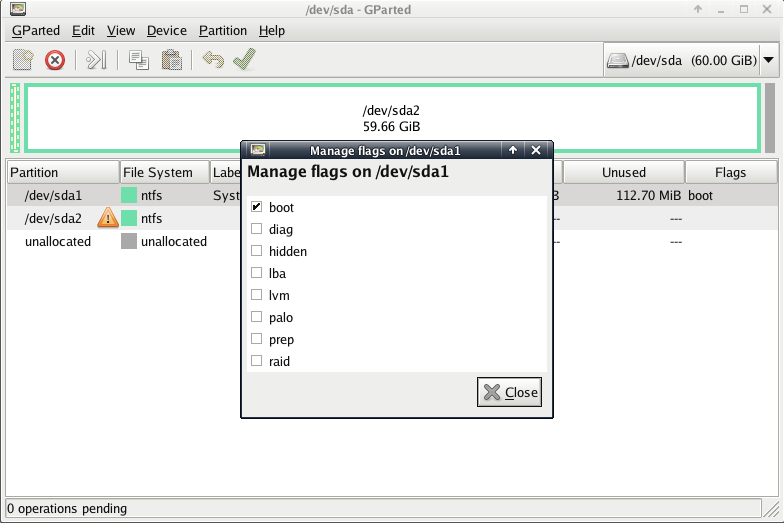 /dev/sda - GParted
GParted Edit View Device Partition Help
/dev/sda (60.00 GiB)
/dev/sda2
59.66 GiB
Manage flags on /dev/sda1
Manage flags on /dev/sda1
Partition File System Labe Unused Flags
/dev/sda1 ntfs Syst B 112.70 MiB boot
/dev/sda2 ntfs --- ---
unallocated unallocated --- ---
boot
diag
hidden
lba
lvm
palo
prep
raid
Close
0 operations pending